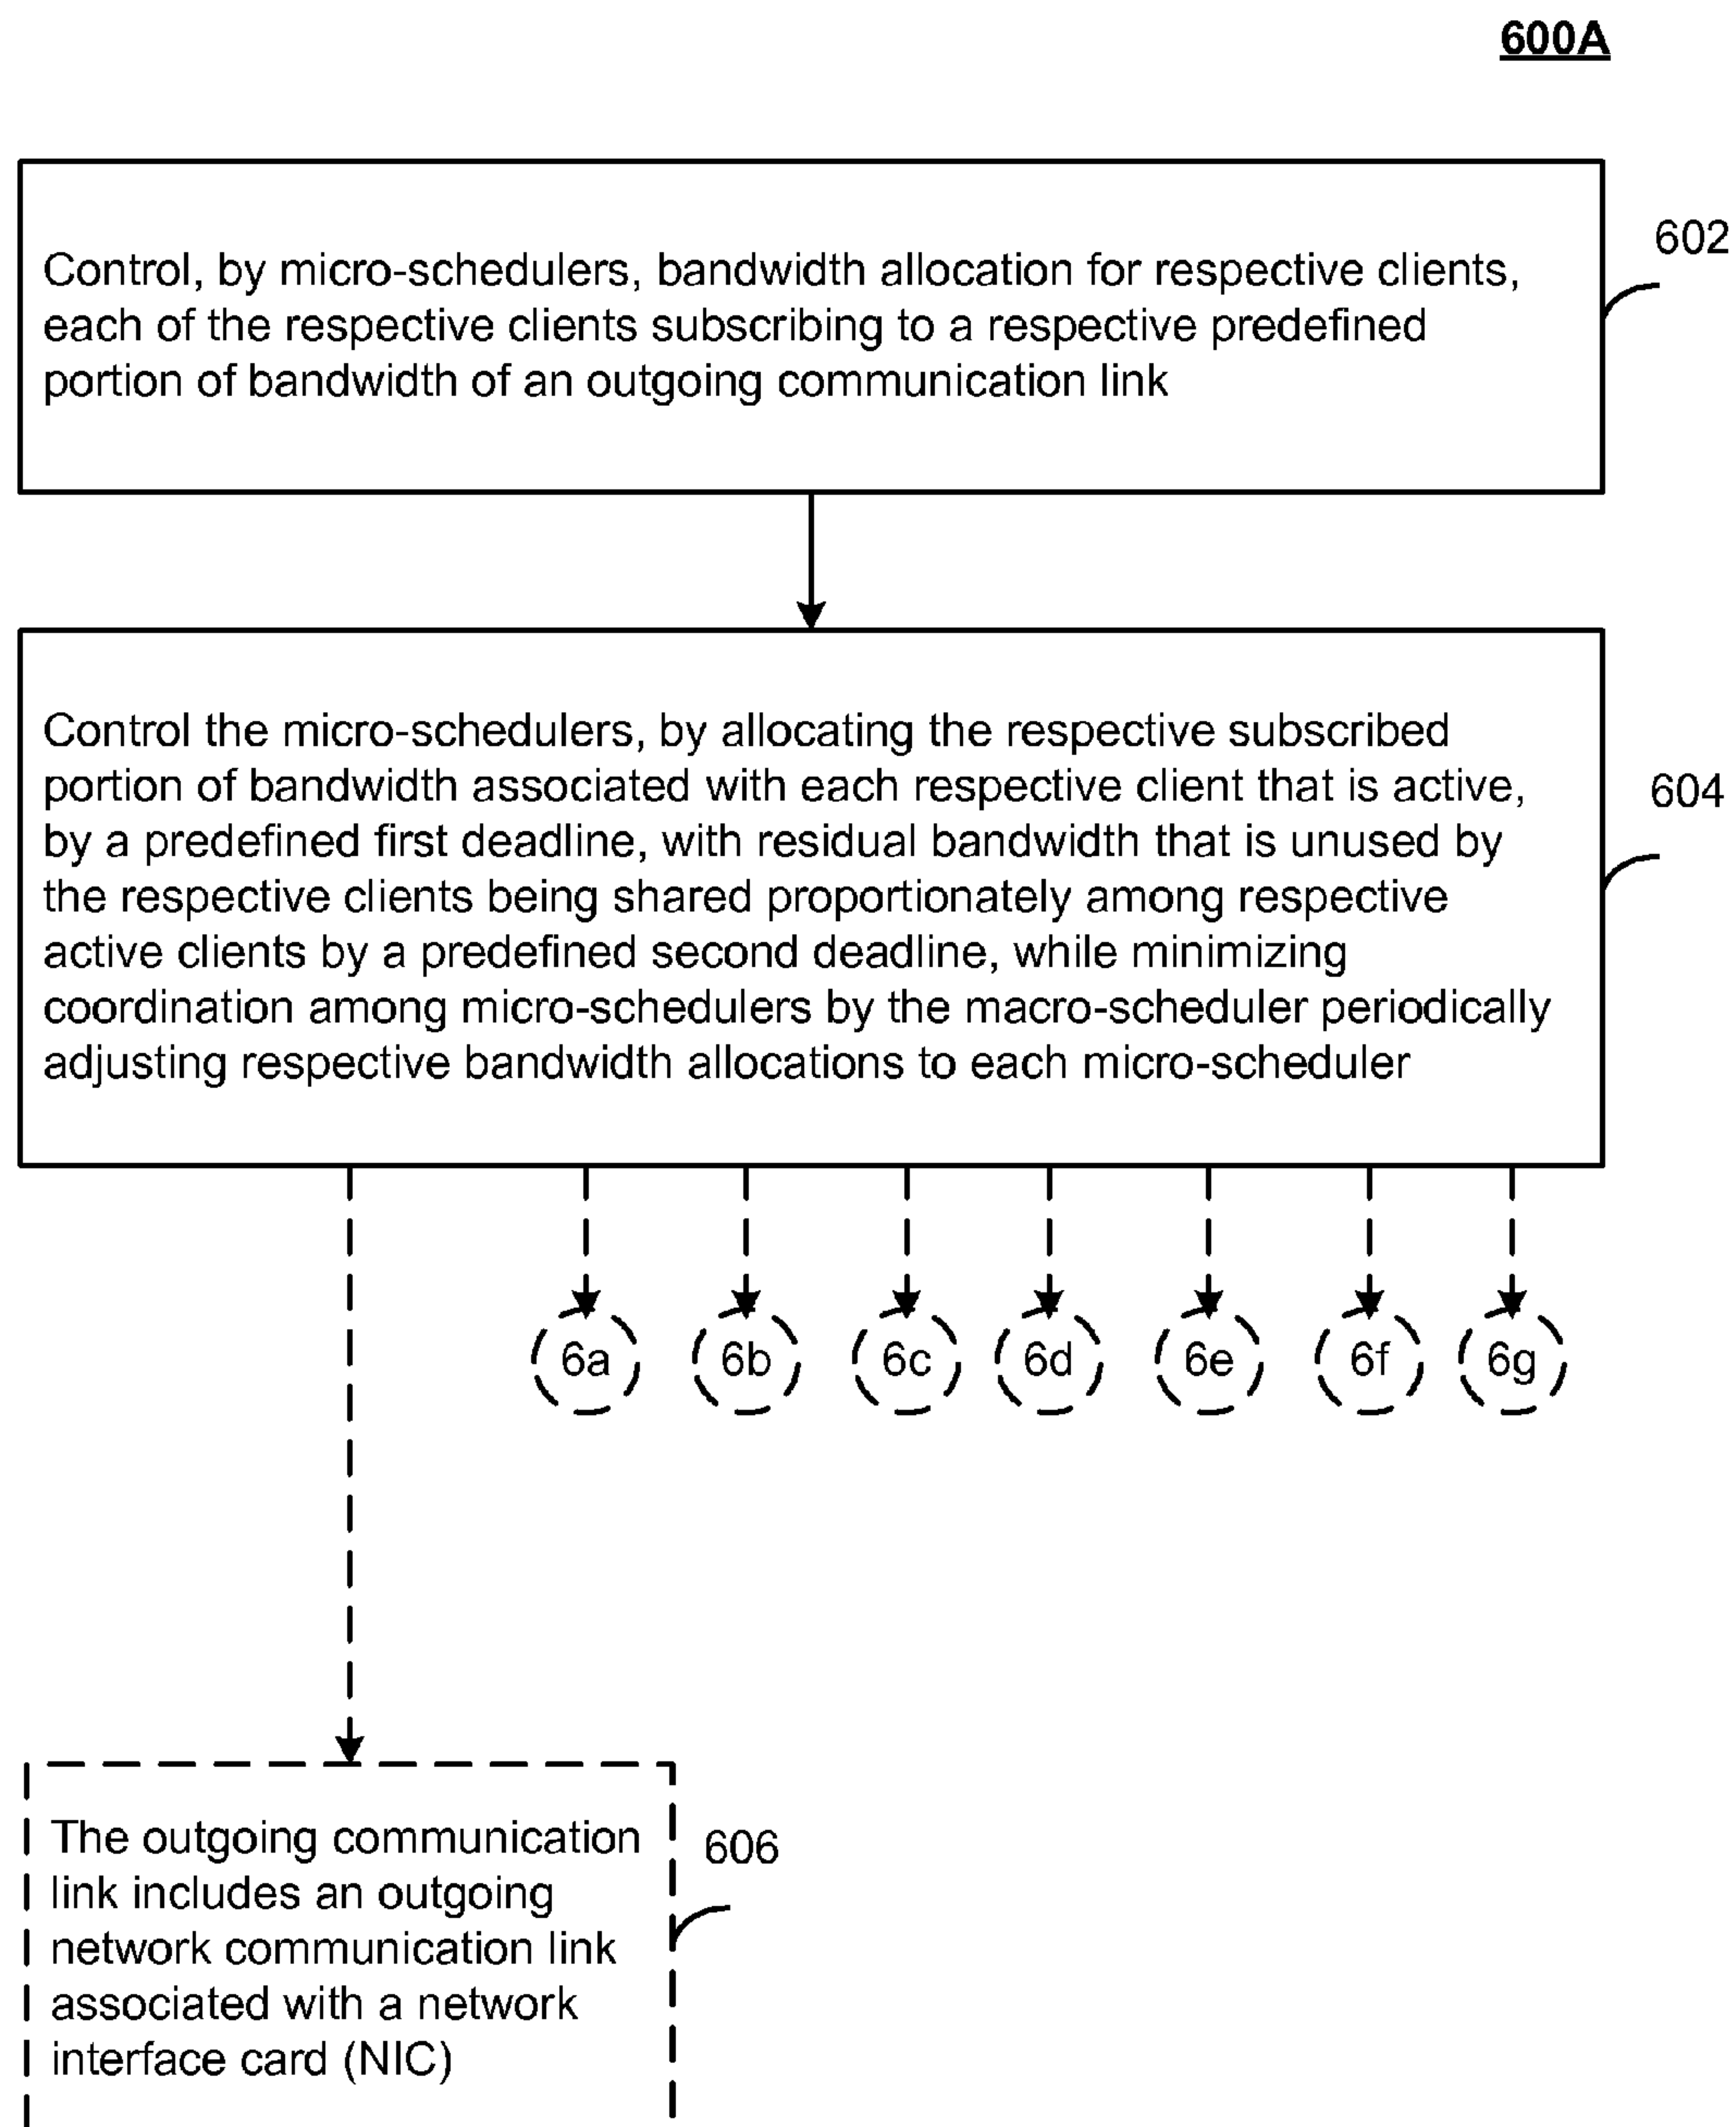 600A
Control, by micro-schedulers, bandwidth allocation for respective clients,
each of the respective clients subscribing to a respective predefined
portion of bandwidth of an outgoing communication link
602
Control the micro-schedulers, by allocating the respective subscribed
portion of bandwidth associated with each respective client that is active,
by a predefined first deadline, with residual bandwidth that is unused by
the respective clients being shared proportionately among respective
active clients by a predefined second deadline, while minimizing
coordination among micro-schedulers by the macro-scheduler periodically
adjusting respective bandwidth allocations to each micro-scheduler
604
6a 6b 6c 6d 6e 6f 6g
The outgoing communication
link includes an outgoing
network communication link
associated with a network
interface card (NIC)
606